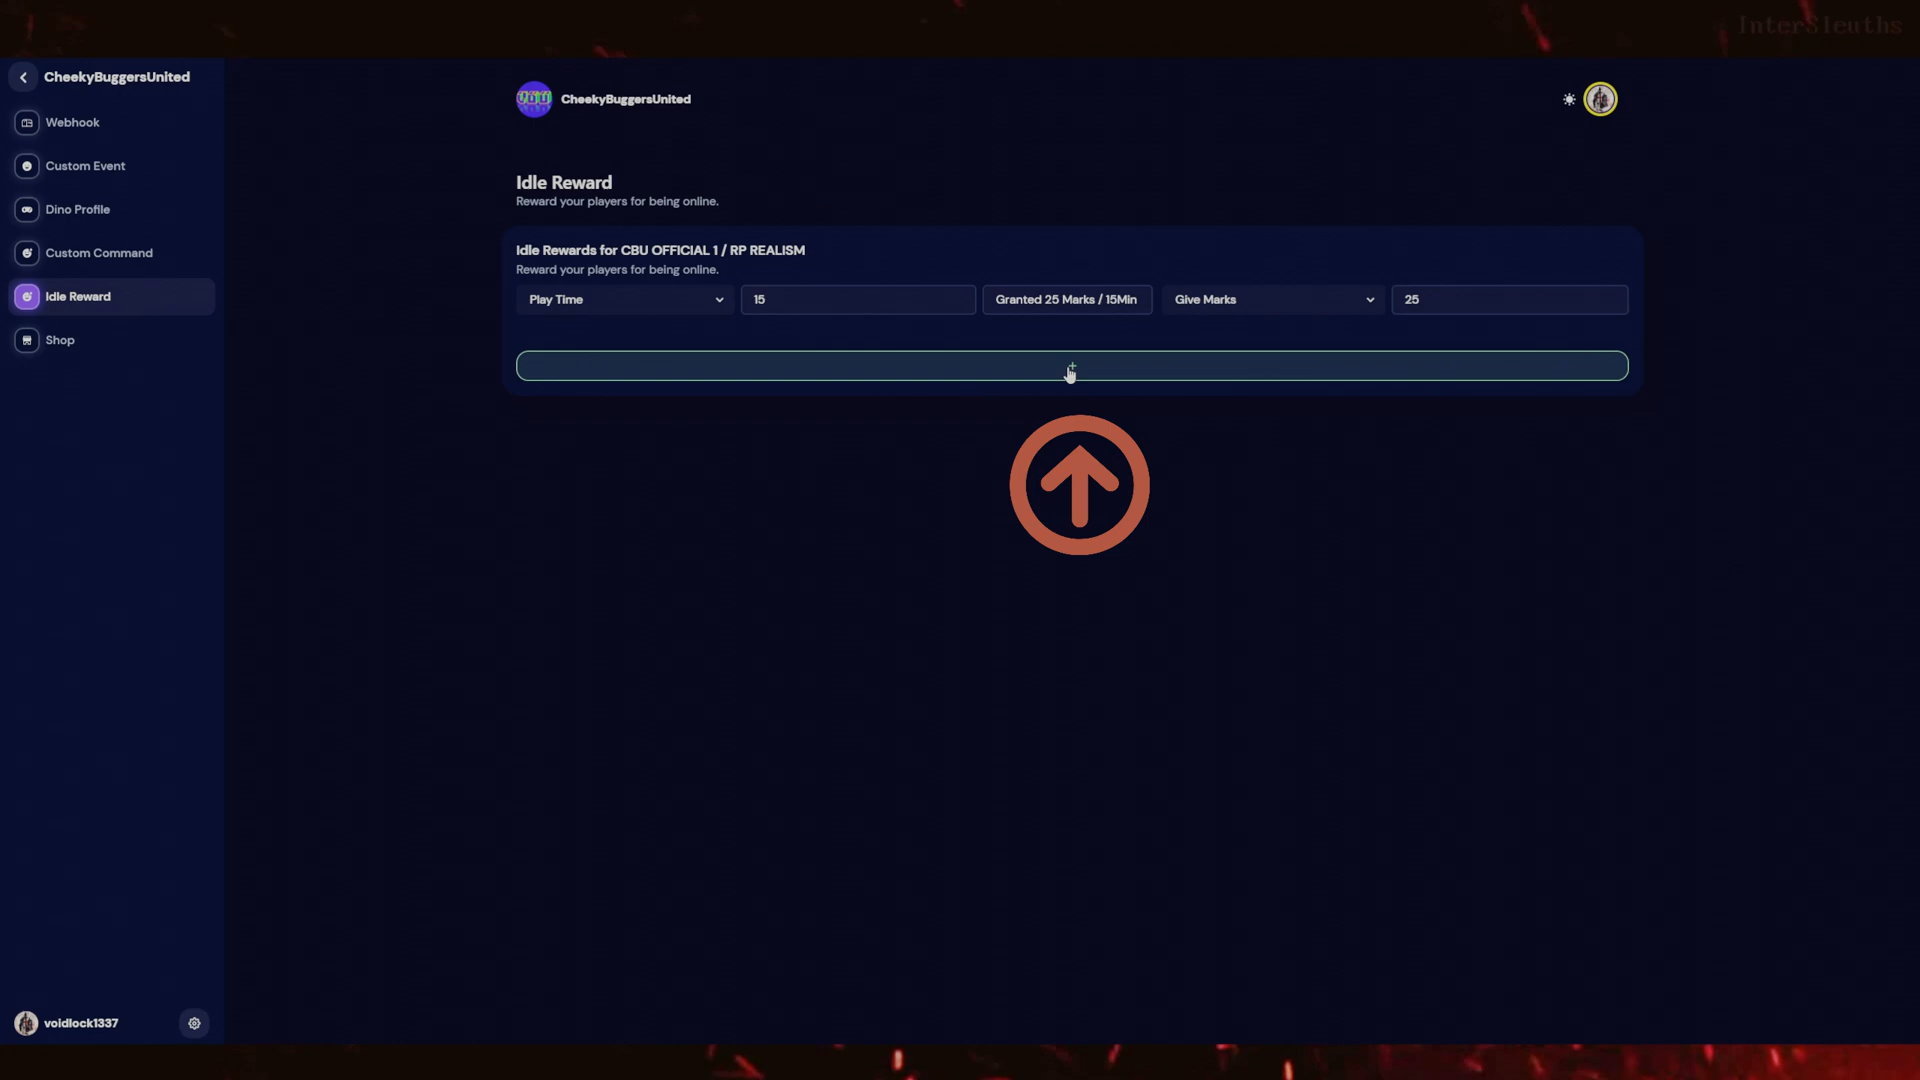 InterSleuths
CheekyBuggersUnited
Webhook
Custom Event
Dino Profile
Custom Command
Idle Reward
Shop
voidlock1337
CheekyBuggersUnited
Idle Reward
Reward your players for being online.
Idle Rewards for CBU OFFICIAL 1 / RP REALISM
Reward your players for being online.
Play Time 15 Granted 25 Marks / 15Min Give Marks 25
+